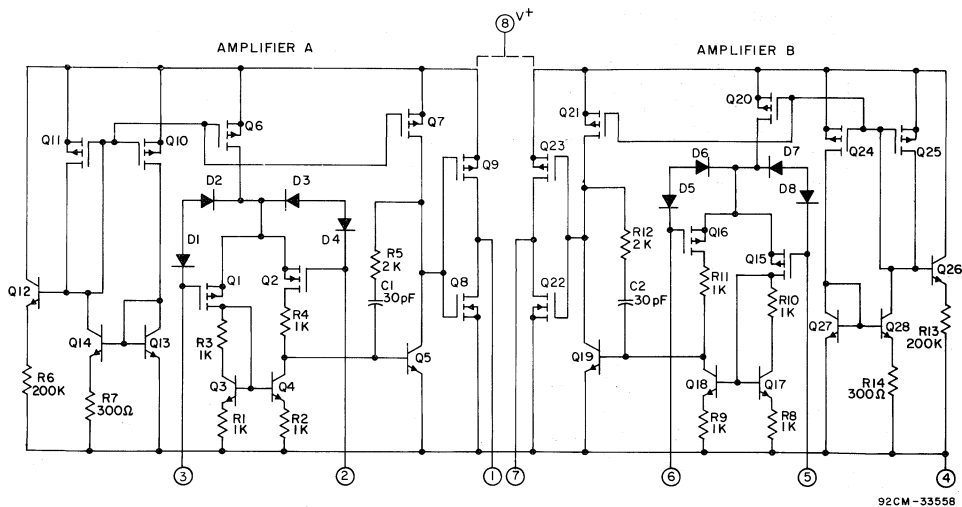 V+
8
AMPLIFIER A
AMPLIFIER B
Q11
Q10
Q6
Q7
Q9
Q21
Q23
Q20
Q24
Q25
D2
D3
D1
D4
D6
D7
D5
D8
Q1
Q2
R5
2K
C1
30pF
Q8
Q22
R12
2K
C2
30pF
Q16
Q15
R11
1K
R10
1K
Q12
Q14
Q13
R3
1K
R4
1K
Q3
Q4
Q5
Q19
Q18
Q17
Q27
Q28
Q26
R13
200K
R6
200K
R7
300Ω
R1
1K
R2
1K
R9
1K
R8
1K
R14
300Ω
3
2
1
7
6
5
4
92CM-33558